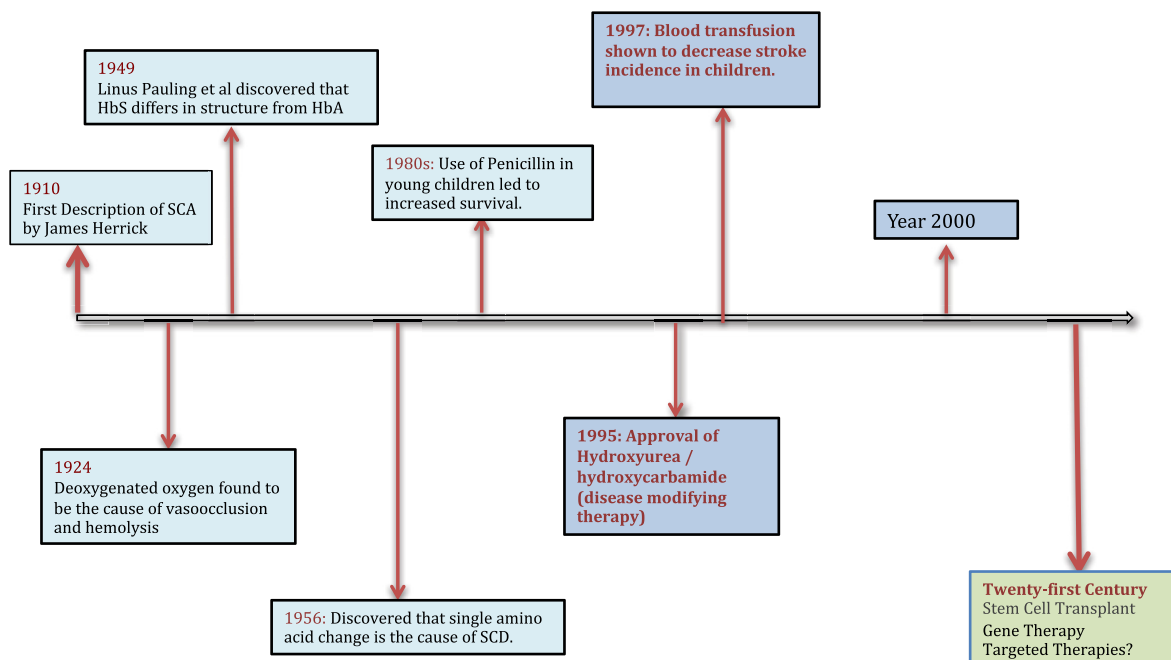 1997: Blood transfusion
shown to decrease stroke
incidence in children.
1949
Linus Pauling et al discovered that
HbS differs in structure from HbA
1980s: Use of Penicillin in
young children led to
increased survival.
1910
First Description of SCA
by James Herrick
Year 2000
1924
Deoxygenated oxygen found to
be the cause of vasoocclusion
and hemolysis
1995: Approval of
Hydroxyurea /
hydroxycarbamide
(disease modifying
therapy)
1956: Discovered that single amino
acid change is the cause of SCD.
Twenty-first Century
Stem Cell Transplant
Gene Therapy
Targeted Therapies?